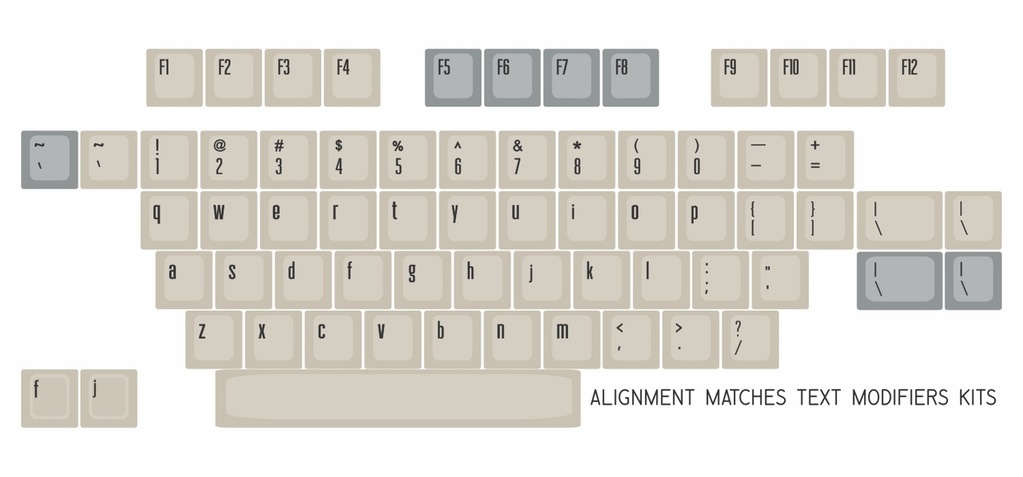 F1 F2 F3 F4 F5 F6 F7 F8 F9 F10 F11 F12
~ ~ ! @ # $ % ^ & * ( ) — +
` ` 1 2 3 4 5 6 7 8 9 0 - =
q w e r t y u i o p { } | |
[ ] \ \
a s d f g h j k l : " | |
; ' \ \
z x c v b n m < > ?
, . /
f j
ALIGNMENT MATCHES TEXT MODIFIERS KITS